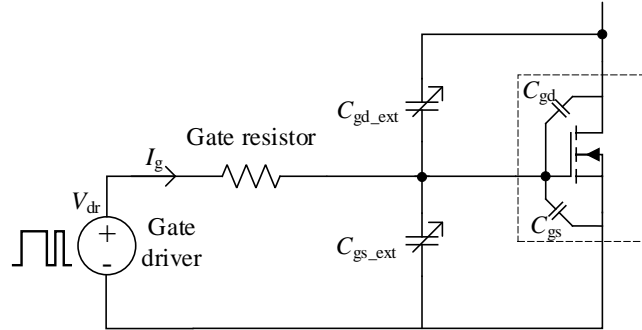 C_gd
C_gd_ext
Gate resistor
I_g
V_dr
+
Gate
driver
-
C_gs_ext
C_gs